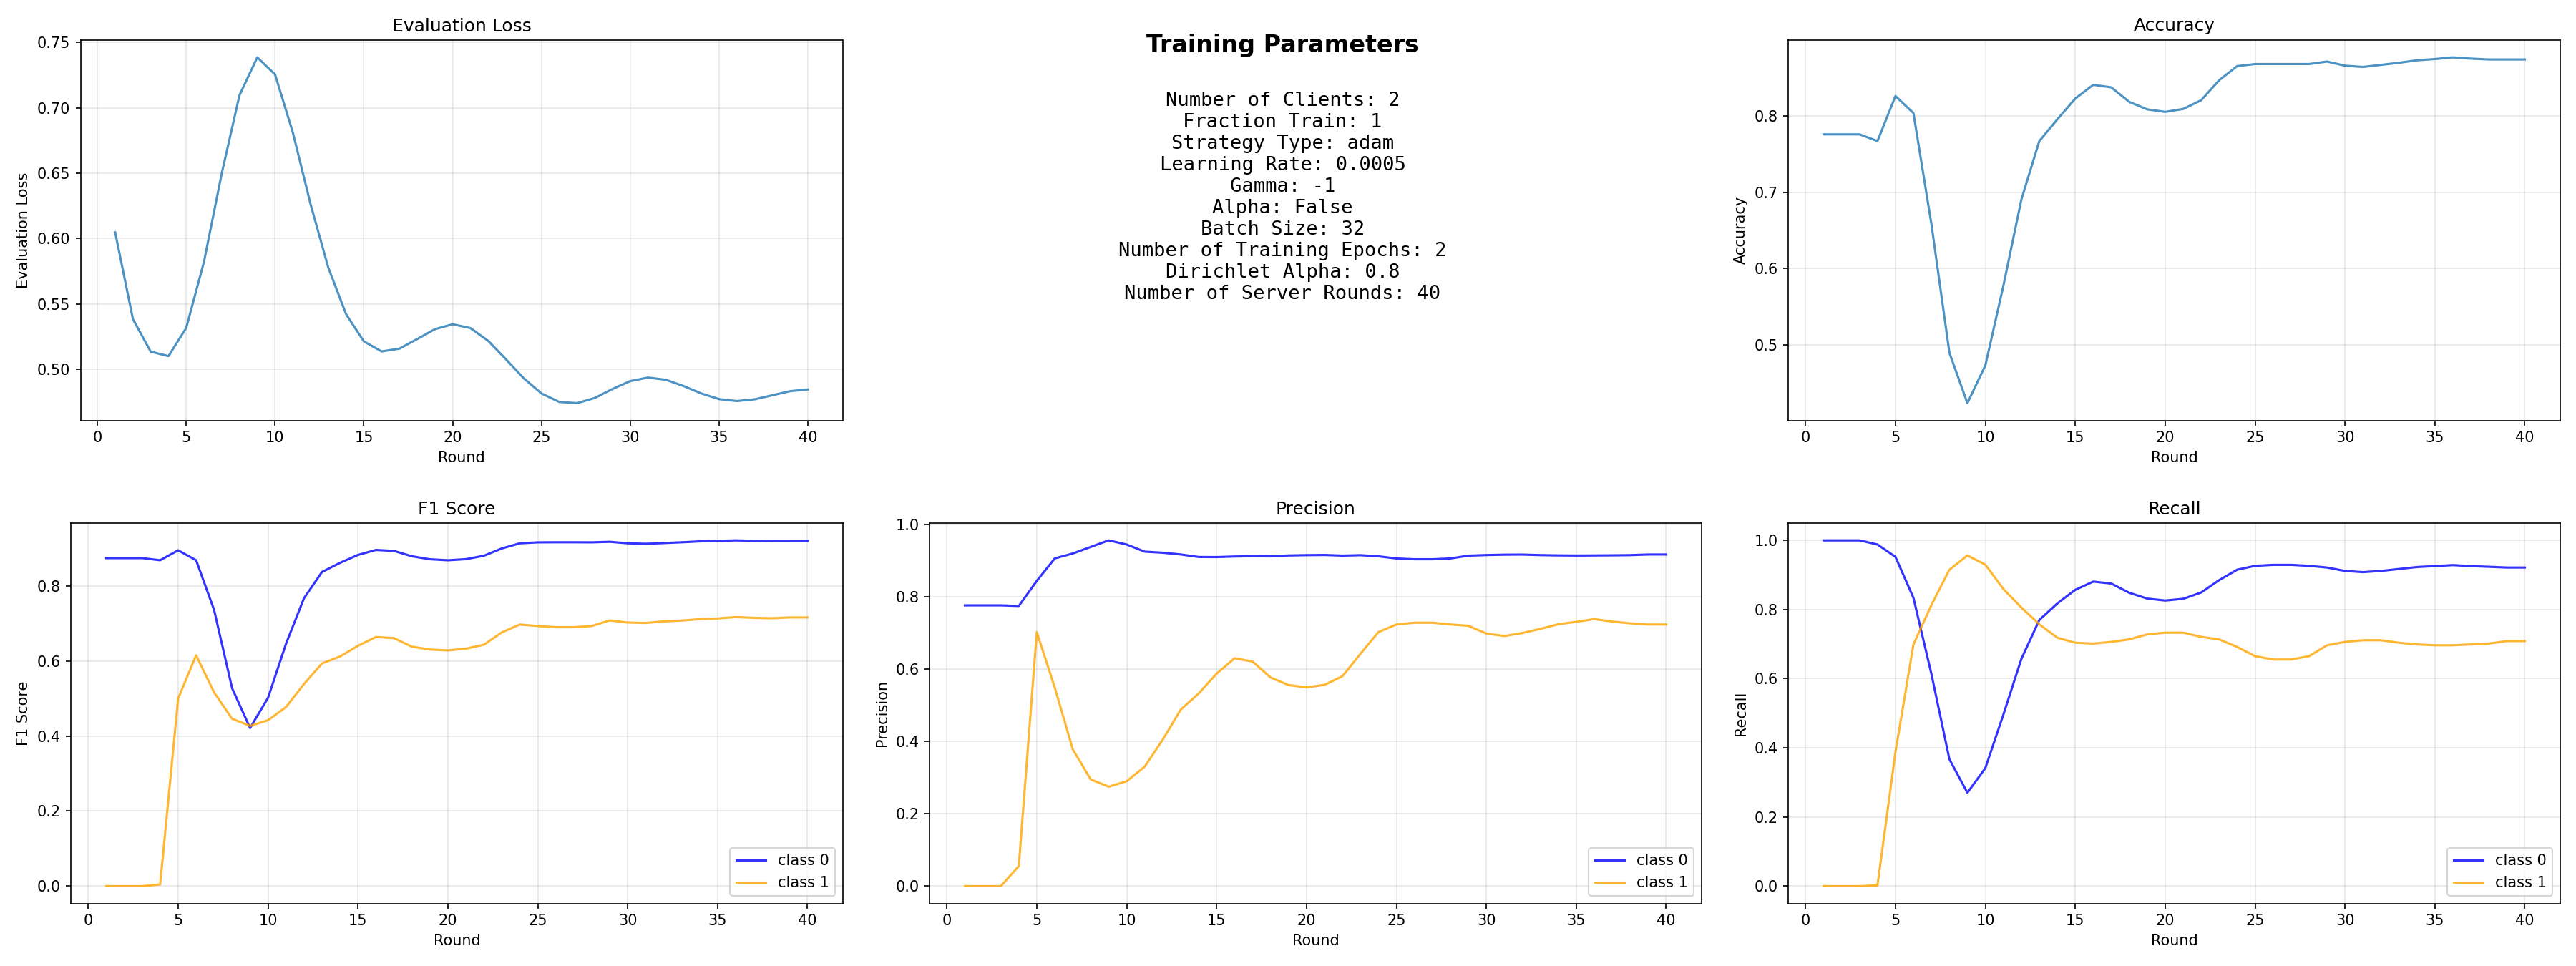 Evaluation Loss
Evaluation Loss
0.75
0.70
0.65
0.60
0.55
0.50
0 5 10 15 20 25 30 35 40
Round
Training Parameters
Number of Clients: 2
Fraction Train: 1
Strategy Type: adam
Learning Rate: 0.0005
Gamma: -1
Alpha: False
Batch Size: 32
Number of Training Epochs: 2
Dirichlet Alpha: 0.8
Number of Server Rounds: 40
Accuracy
Accuracy
0.8
0.7
0.6
0.5
0 5 10 15 20 25 30 35 40
Round
F1 Score
F1 Score
0.8
0.6
0.4
0.2
0.0
0 5 10 15 20 25 30 35 40
Round
class 0
class 1
Precision
Precision
1.0
0.8
0.6
0.4
0.2
0.0
0 5 10 15 20 25 30 35 40
Round
class 0
class 1
Recall
Recall
1.0
0.8
0.6
0.4
0.2
0.0
0 5 10 15 20 25 30 35 40
Round
class 0
class 1